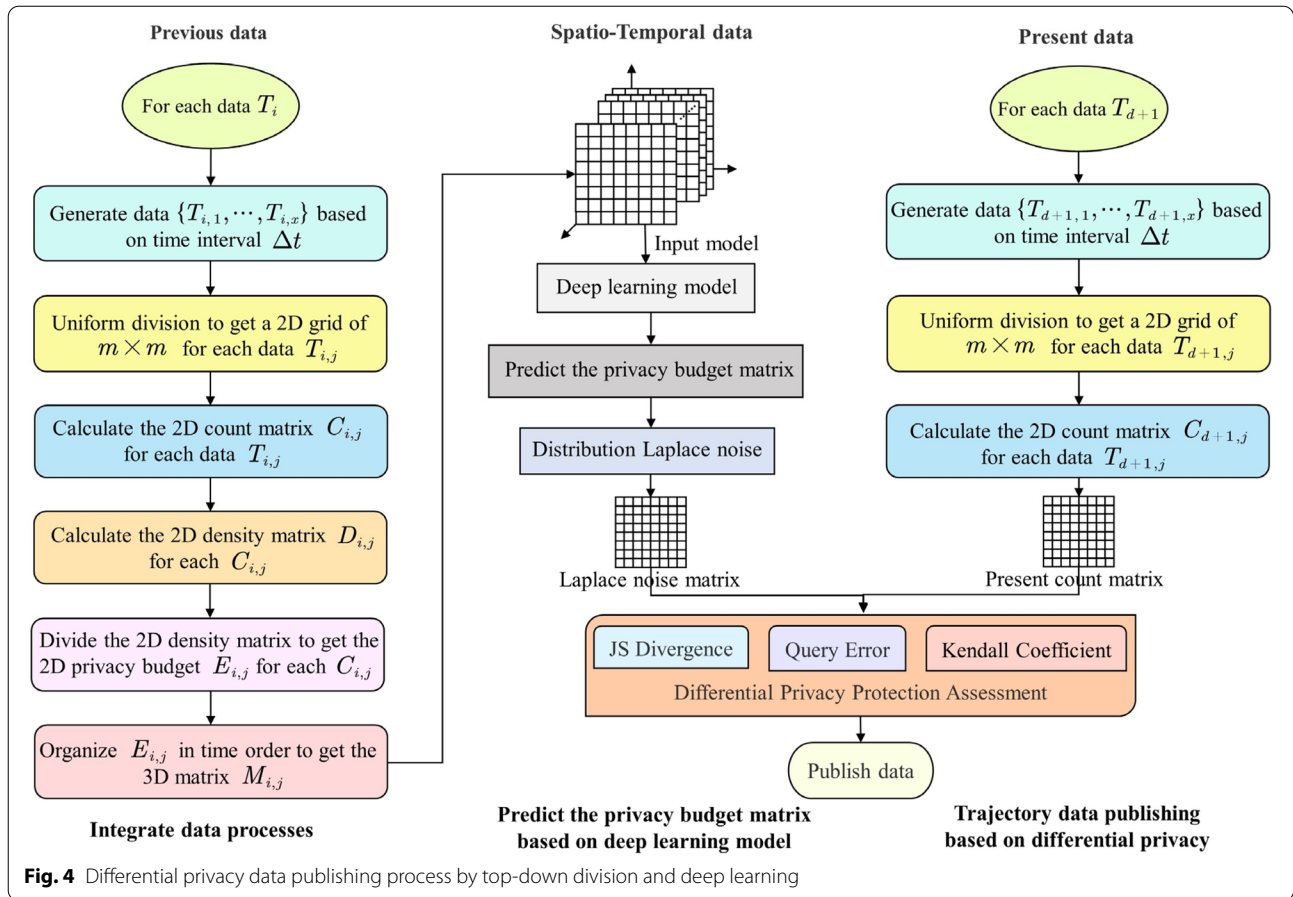 Previous data
For each data T_i
Generate data {T_{i,1}, ⋯, T_{i,x}} based
on time interval Δt
Uniform division to get a 2D grid of
m × m for each data T_{i,j}
Calculate the 2D count matrix C_{i,j}
for each data T_{i,j}
Calculate the 2D density matrix D_{i,j}
for each C_{i,j}
Divide the 2D density matrix to get the
2D privacy budget E_{i,j} for each C_{i,j}
Organize E_{i,j} in time order to get the
3D matrix M_{i,j}
Integrate data processes
Spatio-Temporal data
Input model
Deep learning model
Predict the privacy budget matrix
Distribution Laplace noise
Laplace noise matrix
Present data
For each data T_{d+1}
Generate data {T_{d+1,1}, ⋯, T_{d+1,x}} based
on time interval Δt
Uniform division to get a 2D grid of
m × m for each data T_{d+1,j}
Calculate the 2D count matrix C_{d+1,j}
for each data T_{d+1,j}
Present count matrix
JS Divergence
Query Error
Kendall Coefficient
Differential Privacy Protection Assessment
Publish data
Predict the privacy budget matrix
based on deep learning model
Trajectory data publishing
based on differential privacy
Fig. 4 Differential privacy data publishing process by top-down division and deep learning